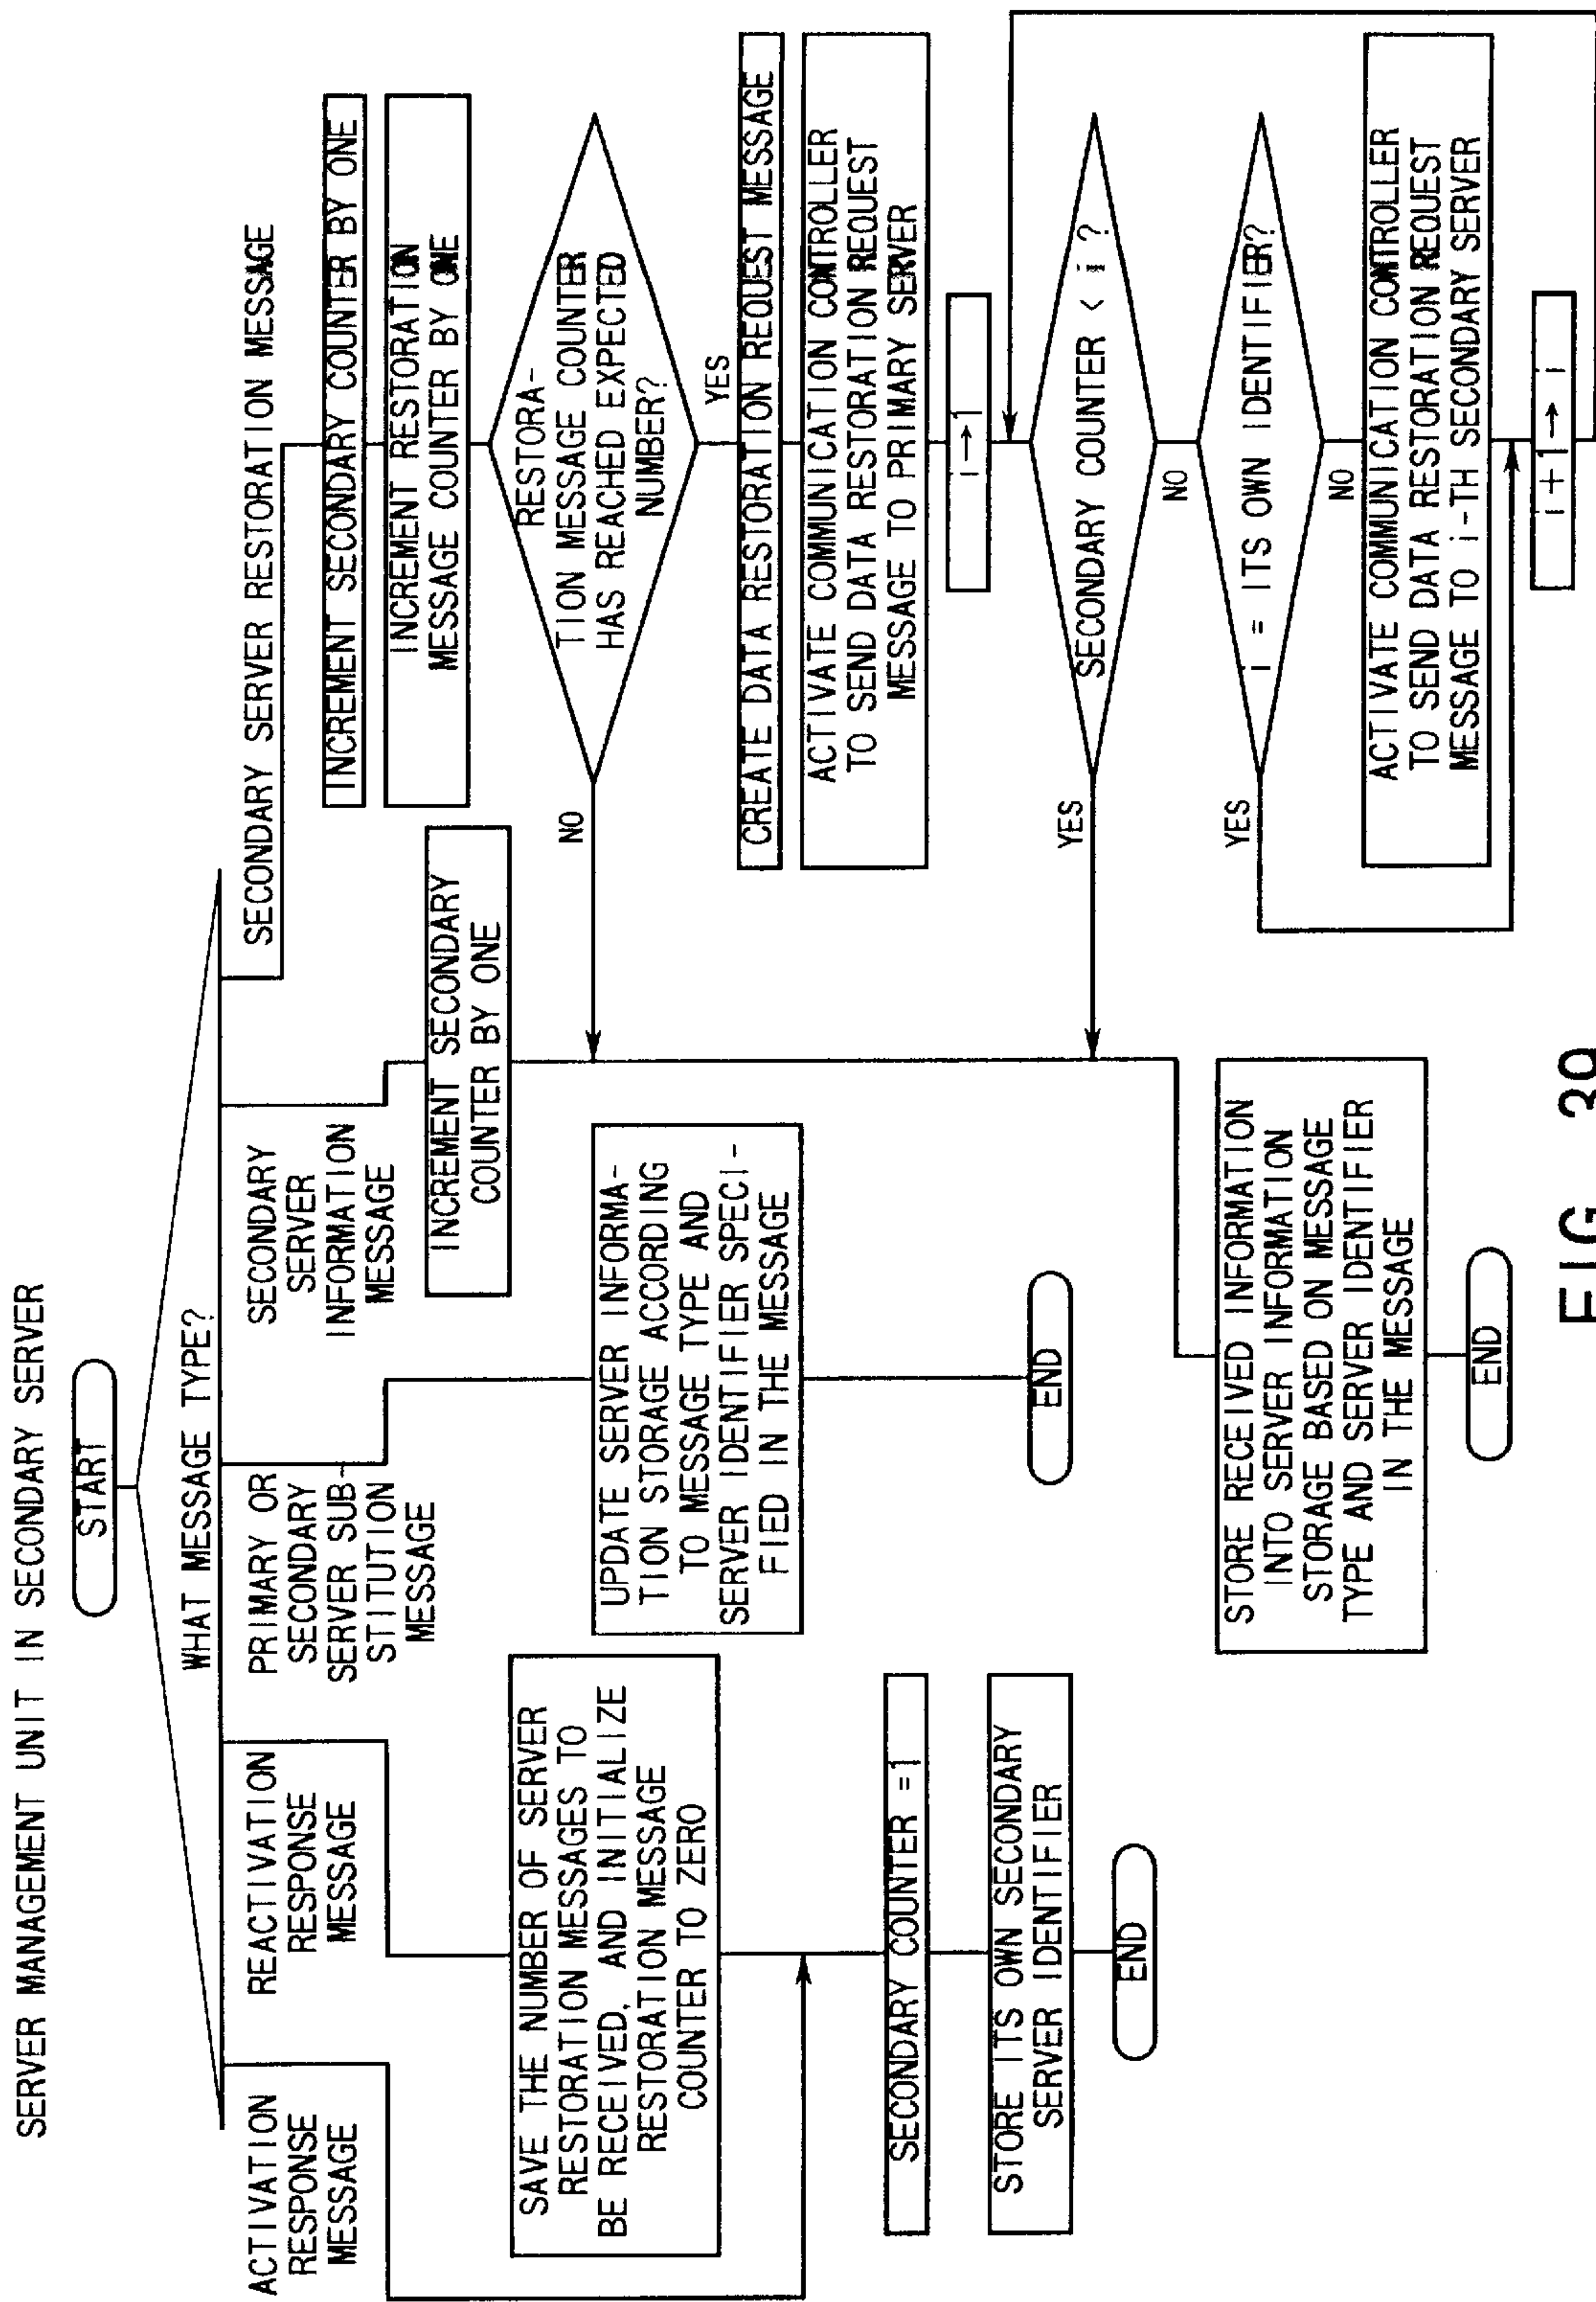 SERVER MANAGEMENT UNIT IN SECONDARY SERVER
START
WHAT MESSAGE TYPE?
ACTIVATION
RESPONSE
MESSAGE
REACTIVATION
RESPONSE
MESSAGE
PRIMARY OR
SECONDARY
SERVER SUB-
STITUTION
MESSAGE
SECONDARY
SERVER
INFORMATION
MESSAGE
SECONDARY SERVER RESTORATION MESSAGE
SAVE THE NUMBER OF SERVER
RESTORATION MESSAGES TO
BE RECEIVED, AND INITIALIZE
RESTORATION MESSAGE
COUNTER TO ZERO
SECONDARY COUNTER =1
STORE ITS OWN SECONDARY
SERVER IDENTIFIER
END
UPDATE SERVER INFORMA-
TION STORAGE ACCORDING
TO MESSAGE TYPE AND
SERVER IDENTIFIER SPECI-
FIED IN THE MESSAGE
END
INCREMENT SECONDARY
COUNTER BY ONE
STORE RECEIVED INFORMATION
INTO SERVER INFORMATION
STORAGE BASED ON MESSAGE
TYPE AND SERVER IDENTIFIER
IN THE MESSAGE
END
INCREMENT SECONDARY COUNTER BY ONE
INCREMENT RESTORATION
MESSAGE COUNTER BY ONE
RESTORA-
TION MESSAGE COUNTER
HAS REACHED EXPECTED
NUMBER?
NO
YES
CREATE DATA RESTORATION REQUEST MESSAGE
ACTIVATE COMMUNICATION CONTROLLER
TO SEND DATA RESTORATION REQUEST
MESSAGE TO PRIMARY SERVER
i→1
SECONDARY COUNTER < i ?
YES
NO
i = ITS OWN IDENTIFIER?
YES
NO
ACTIVATE COMMUNICATION CONTROLLER
TO SEND DATA RESTORATION REQUEST
MESSAGE TO i-TH SECONDARY SERVER
i+1→i
FIG. 39